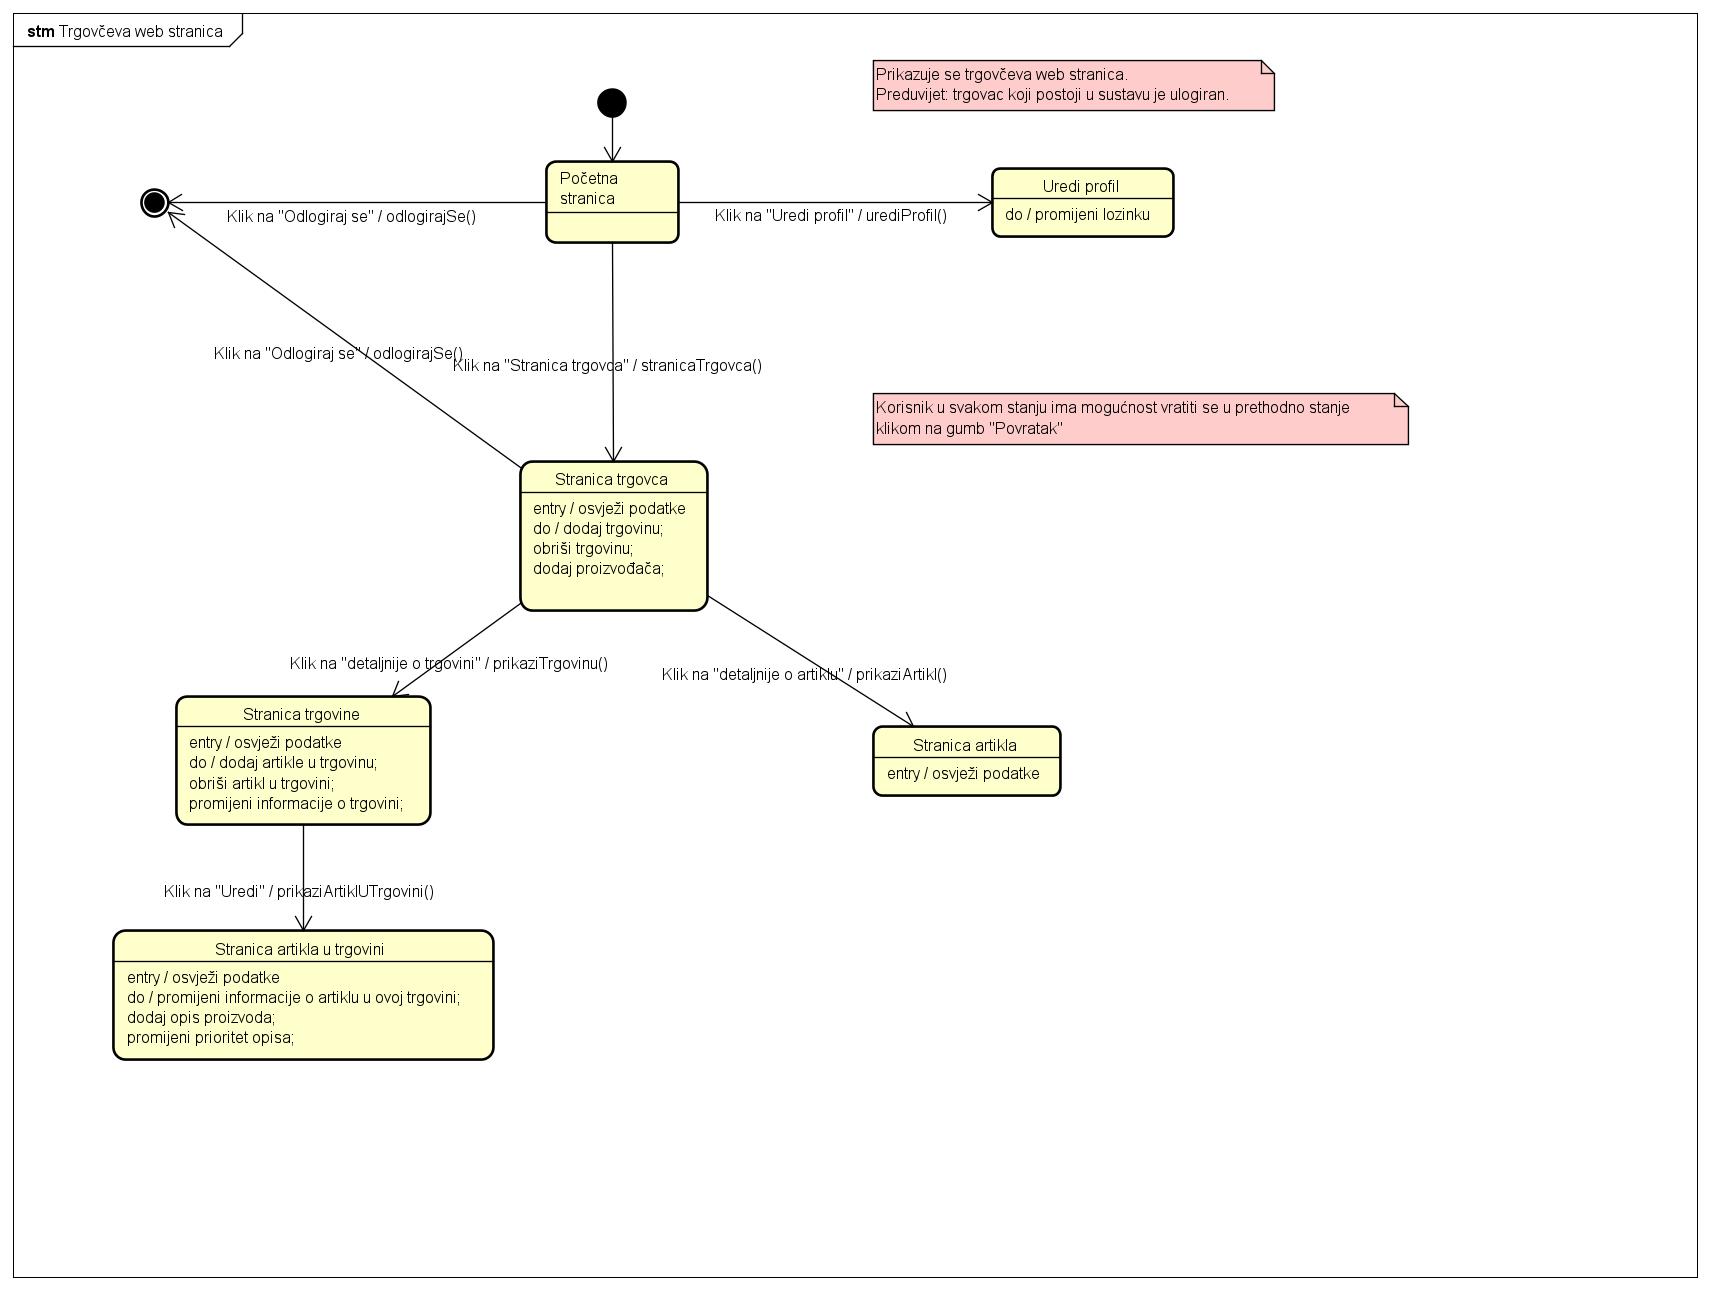 stm Trgovčeva web stranica
Prikazuje se trgovčeva web stranica.
Preduvijet: trgovac koji postoji u sustavu je ulogiran.
Početna
stranica
Uredi profil
do / promijeni lozinku
Klik na "Odlogiraj se" / odlogirajSe()
Klik na "Uredi profil" / urediProfil()
Klik na "Odlogiraj se" / odlogirajSe()
Klik na "Stranica trgovca" / stranicaTrgovca()
Korisnik u svakom stanju ima mogućnost vratiti se u prethodno stanje
klikom na gumb "Povratak"
Stranica trgovca
entry / osvježi podatke
do / dodaj trgovinu;
obriši trgovinu;
dodaj proizvođača;
Klik na "detaljnije o trgovini" / prikaziTrgovinu()
Klik na "detaljnije o artiklu" / prikaziArtikl()
Stranica trgovine
entry / osvježi podatke
do / dodaj artikle u trgovinu;
obriši artikl u trgovini;
promijeni informacije o trgovini;
Stranica artikla
entry / osvježi podatke
Klik na "Uredi" / prikaziArtiklUTrgovini()
Stranica artikla u trgovini
entry / osvježi podatke
do / promijeni informacije o artiklu u ovoj trgovini;
dodaj opis proizvoda;
promijeni prioritet opisa;